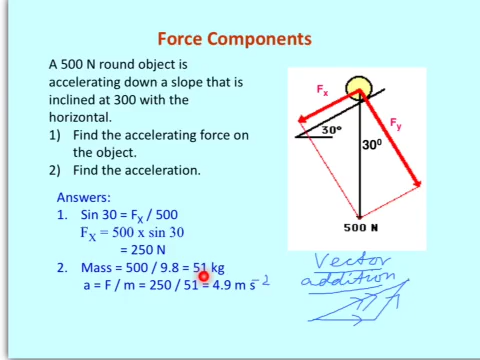 Force Components
A 500 N round object is
accelerating down a slope that is
inclined at 300 with the
horizontal.
1) Find the accelerating force on
the object.
2) Find the acceleration.
Answers:
1. Sin 30 = FX / 500
FX = 500 x sin 30
= 250 N
2. Mass = 500 / 9.8 = 51 kg
a = F / m = 250 / 51 = 4.9 m s-2
Fx
Fy
30°
300
500 N
Vector
addition